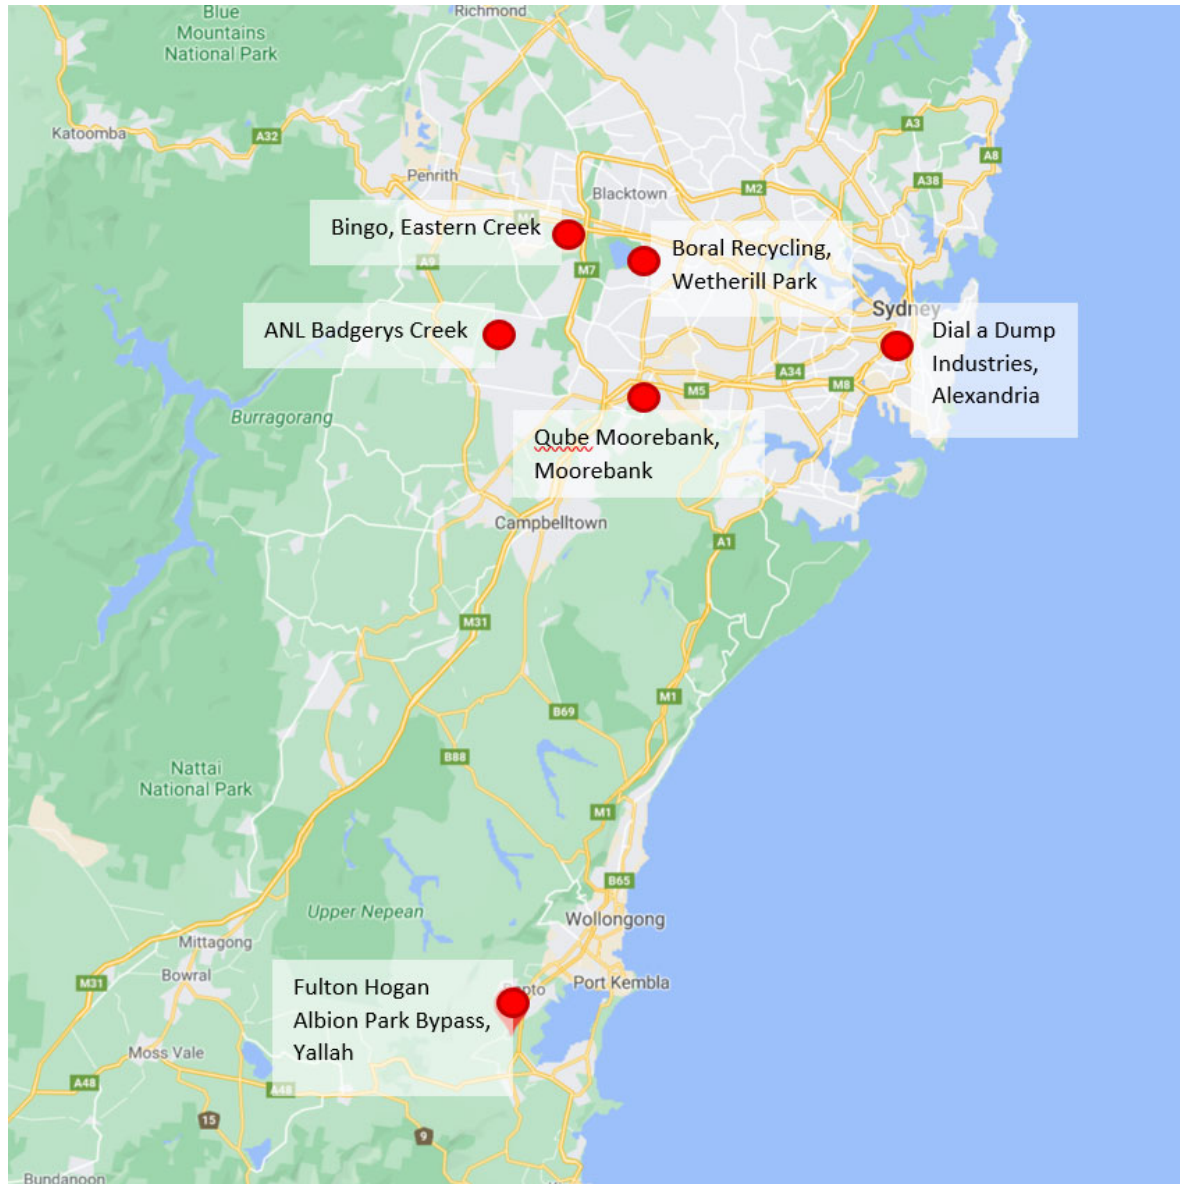 Richmond
Blue
Mountains
National Park
A3
Katoomba
A32
A8
Penrith
A38
M2
Blacktown
M4
Bingo, Eastern Creek
Boral Recycling,
Wetherill Park
A9
M7
Sydney
ANL Badgerys Creek
Dial a Dump
Industries,
Alexandria
A34
M8
M5
Burragorang
Qube Moorebank,
Moorebank
Campbelltown
A1
M31
M1
B69
B88
Nattai
National Park
M1
B65
Upper Nepean
Wollongong
Mittagong
Bowral
M31
Port Kembla
Fulton Hogan
Albion Park Bypass,
Yallah
Moss Vale
A48
A48
15
9
Bundanoon